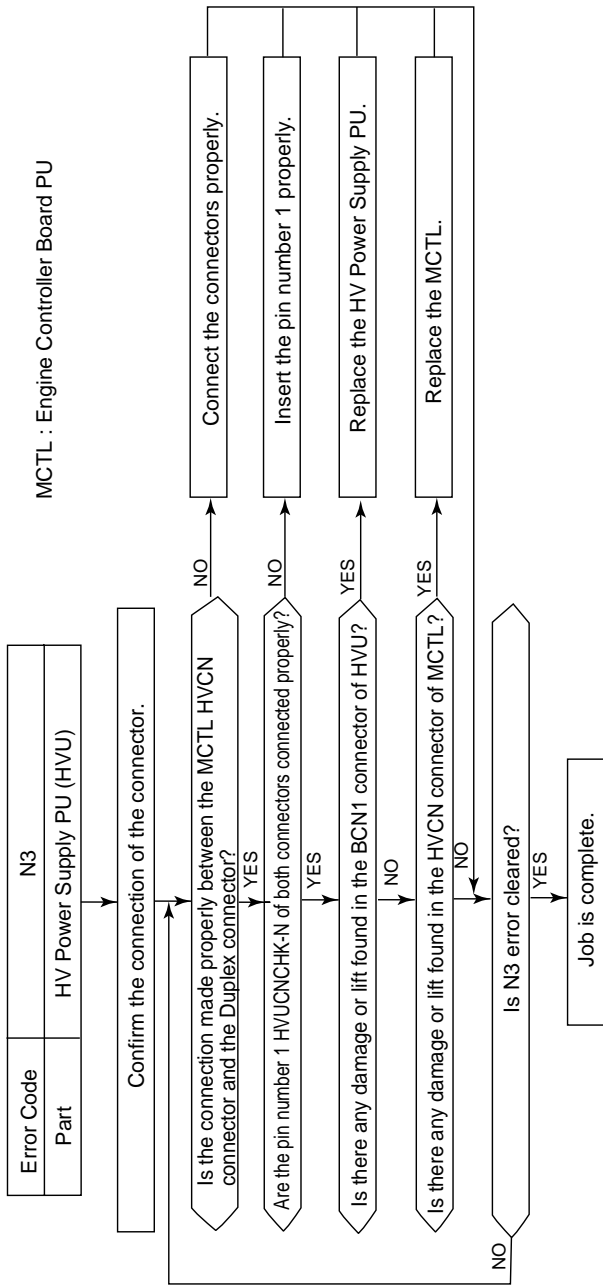 MCTL : Engine Controller Board PU
Error Code N3
Part HV Power Supply PU (HVU)
Confirm the connection of the connector.
Is the connection made properly between the MCTL HVCN
connector and the Duplex connector?
NO
Connect the connectors properly.
YES
Are the pin number 1 HVUCNCHK-N of both connectors connected properly?
NO
Insert the pin number 1 properly.
YES
Is there any damage or lift found in the BCN1 connector of HVU?
YES
Replace the HV Power Supply PU.
NO
Is there any damage or lift found in the HVCN connector of MCTL?
YES
Replace the MCTL.
NO
Is N3 error cleared?
NO
YES
Job is complete.